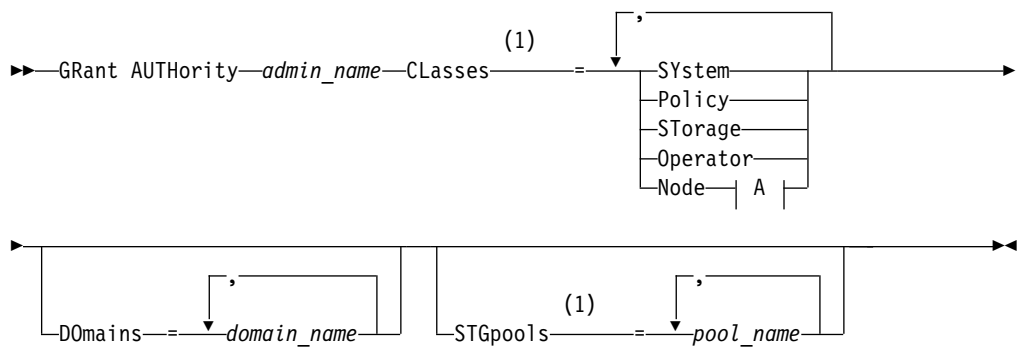 ,
(1)
GRant AUTHority admin_name CLasses = SYstem
Policy
STorage
Operator
Node A
, ,
(1)
DOmains = domain_name STGpools = pool_name